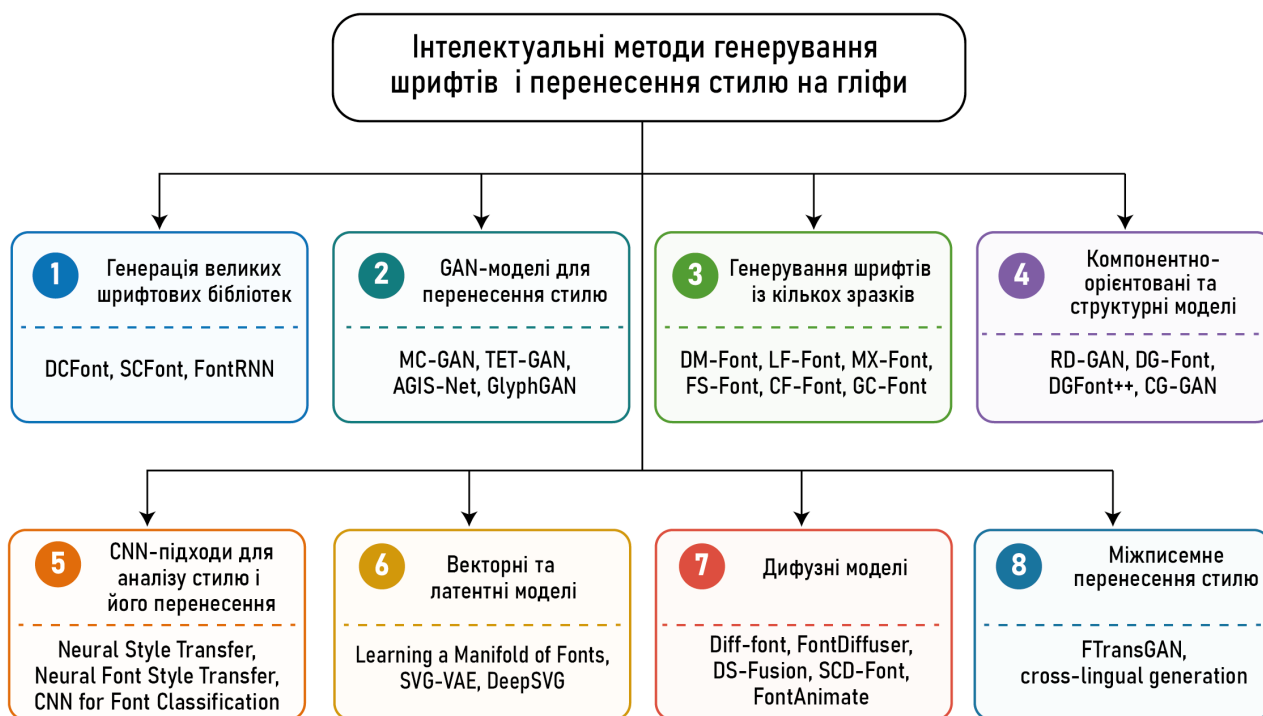 Інтелектуальні методи генерування
шрифтів і перенесення стилю на гліфи
1
Генерація великих
шрифтових бібліотек
DCFont, SCFont, FontRNN
2
GAN-моделі для
перенесення стилю
MC-GAN, TET-GAN,
AGIS-Net, GlyphGAN
3
Генерування шрифтів
із кількох зразків
DM-Font, LF-Font, MX-Font,
FS-Font, CF-Font, GC-Font
4
Компонентно-
орієнтовані та
структурні моделі
RD-GAN, DG-Font,
DGFont++, CG-GAN
5
CNN-підходи для
аналізу стилю і
його перенесення
Neural Style Transfer,
Neural Font Style Transfer,
CNN for Font Classification
6
Векторні та
латентні моделі
Learning a Manifold of Fonts,
SVG-VAE, DeepSVG
7
Дифузні моделі
Diff-font, FontDiffuser,
DS-Fusion, SCD-Font,
FontAnimate
8
Міжписемне
перенесення стилю
FTransGAN,
cross-lingual generation